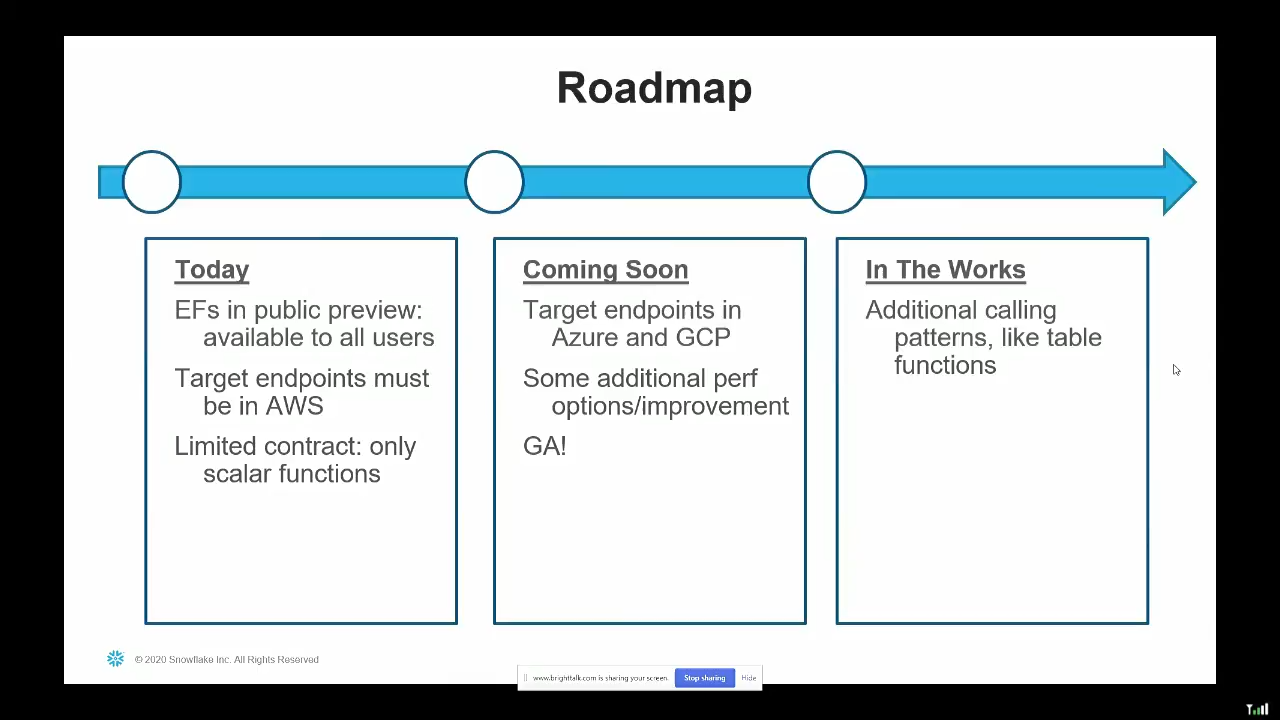 Roadmap
Today
EFs in public preview:
available to all users
Target endpoints must
be in AWS
Limited contract: only
scalar functions
Coming Soon
Target endpoints in
Azure and GCP
Some additional perf
options/improvement
GA!
In The Works
Additional calling
patterns, like table
functions
© 2020 Snowflake Inc. All Rights Reserved
www.brighttalk.com is sharing your screen.
Stop sharing
Hide